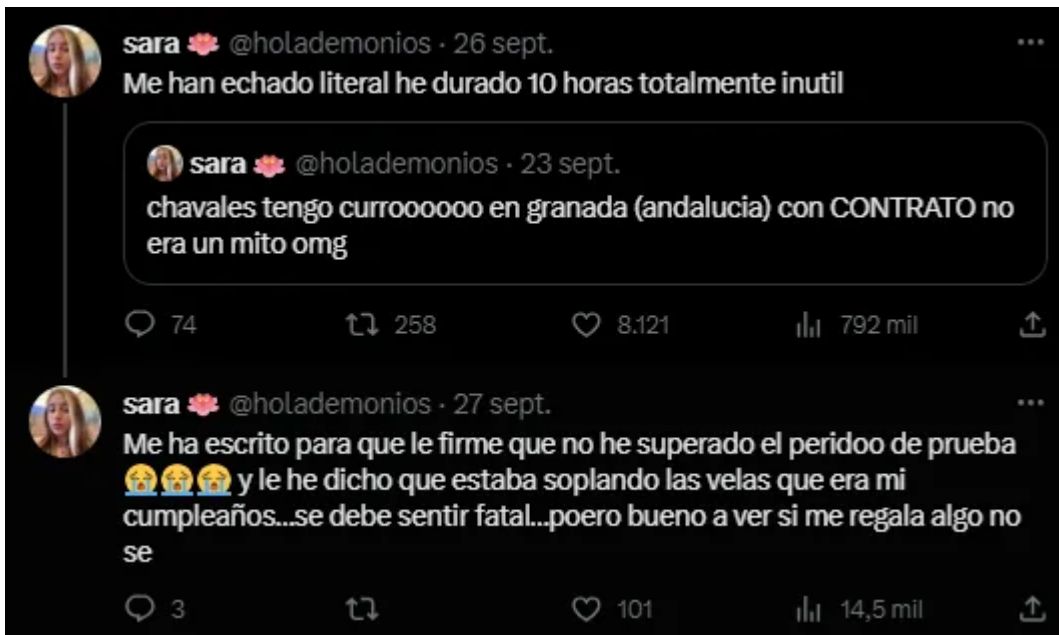 sara 🪷 @holademonios · 26 sept.
Me han echado literal he durado 10 horas totalmente inutil
sara 🪷 @holademonios · 23 sept.
chavales tengo curroooooo en granada (andalucia) con CONTRATO no
era un mito omg
74 258 8.121 792 mil
sara 🪷 @holademonios · 27 sept.
Me ha escrito para que le firme que no he superado el peridoo de prueba
😭😭😭 y le he dicho que estaba soplando las velas que era mi
cumpleaños...se debe sentir fatal...poero bueno a ver si me regala algo no
se
3 101 14,5 mil